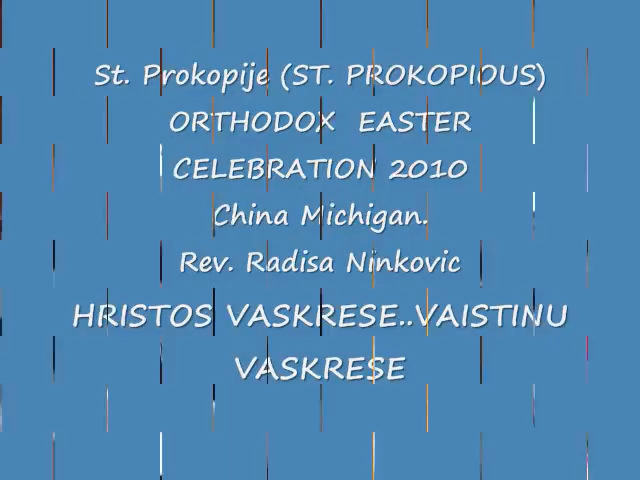 St. Prokopije (ST. PROKOPIOUS)
ORTHODOX EASTER
CELEBRATION 2010
China Michigan.
Rev. Radisa Ninkovic
HRISTOS VASKRESE..VAISTINU
VASKRESE